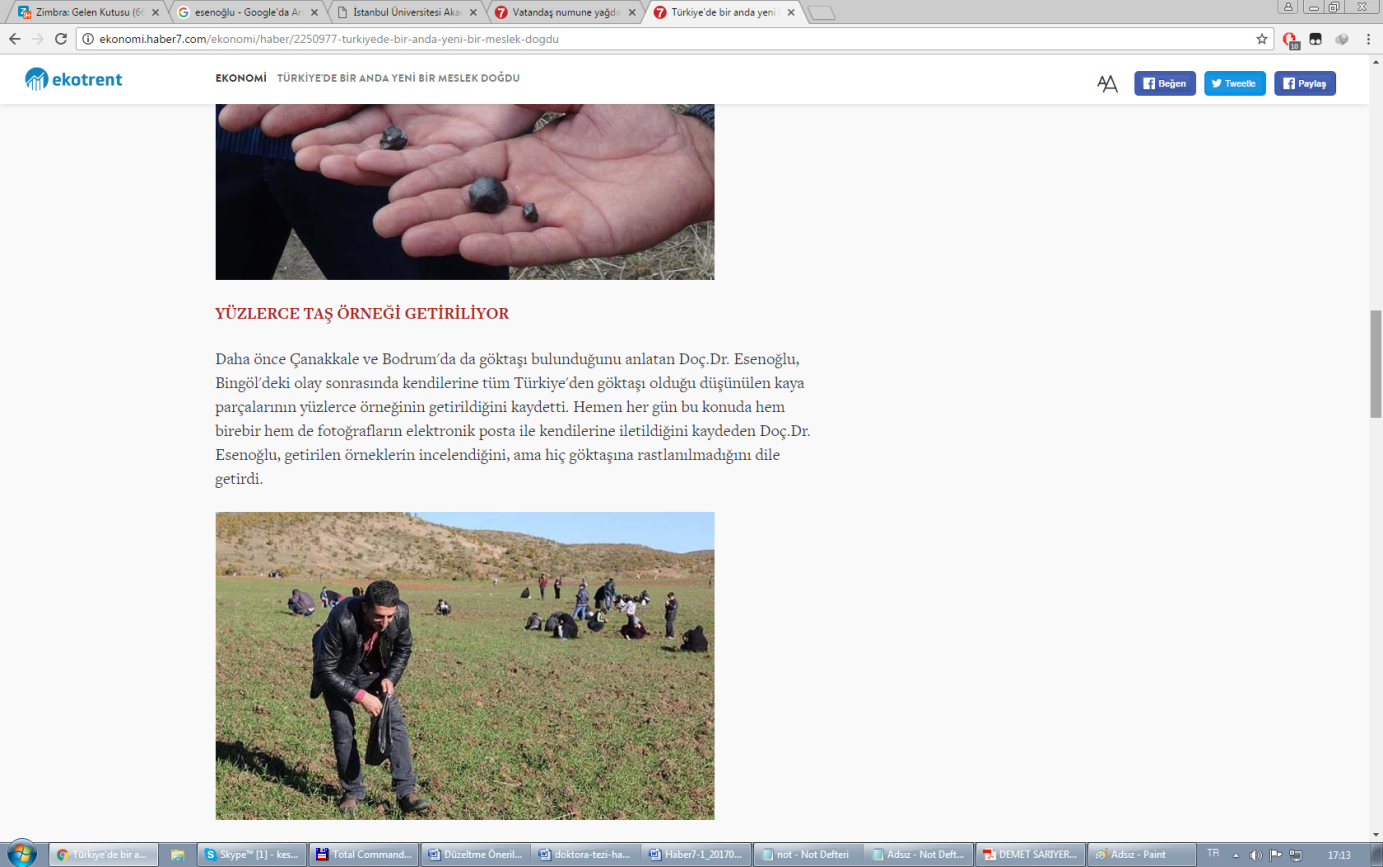 Zimbra: Gelen Kutusu (6
esenoğlu - Google'da Ar
İstanbul Üniversitesi Aka
Vatandaş numune yağdır
Türkiye'de bir anda yeni
ekonomi.haber7.com/ekonomi/haber/2250977-turkiyede-bir-anda-yeni-bir-meslek-dogdu
10
ekotrent
EKONOMİ TÜRKİYE'DE BİR ANDA YENİ BİR MESLEK DOĞDU
AA
Beğen
Tweetle
Paylaş
YÜZLERCE TAŞ ÖRNEĞİ GETİRİLİYOR
Daha önce Çanakkale ve Bodrum'da da göktaşı bulunduğunu anlatan Doç.Dr. Esenoğlu,
Bingöl'deki olay sonrasında kendilerine tüm Türkiye'den göktaşı olduğu düşünülen kaya
parçalarının yüzlerce örneğinin getirildiğini kaydetti. Hemen her gün bu konuda hem
birebir hem de fotoğrafların elektronik posta ile kendilerine iletildiğini kaydeden Doç.Dr.
Esenoğlu, getirilen örneklerin incelendiğini, ama hiç göktaşına rastlanılmadığını dile
getirdi.
Türkiye'de bir a...
Skype™ [1] - kes...
Total Command...
Düzeltme Öneril...
doktora-tezi-ha...
Haber7-1_20170...
not - Not Defteri
Adsız - Not Deft...
DEMET SARIYER...
Adsız - Paint
TR
17:13